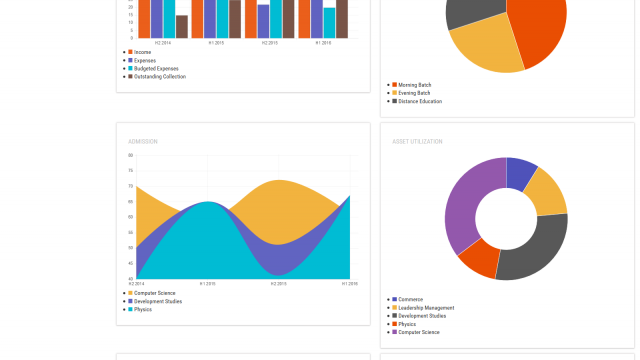 25
20
15
10
5
0
H2 2014
H1 2015
H2 2015
H1 2016
Income
Expenses
Budgeted Expenses
Outstanding Collection
Morning Batch
Evening Batch
Distance Education
ADMISSION
80
75
70
65
60
55
50
45
40
H2 2014
H1 2015
H2 2015
H1 2016
Computer Science
Development Studies
Physics
ASSET UTILIZATION
Commerce
Leadership Management
Development Studies
Physics
Computer Science